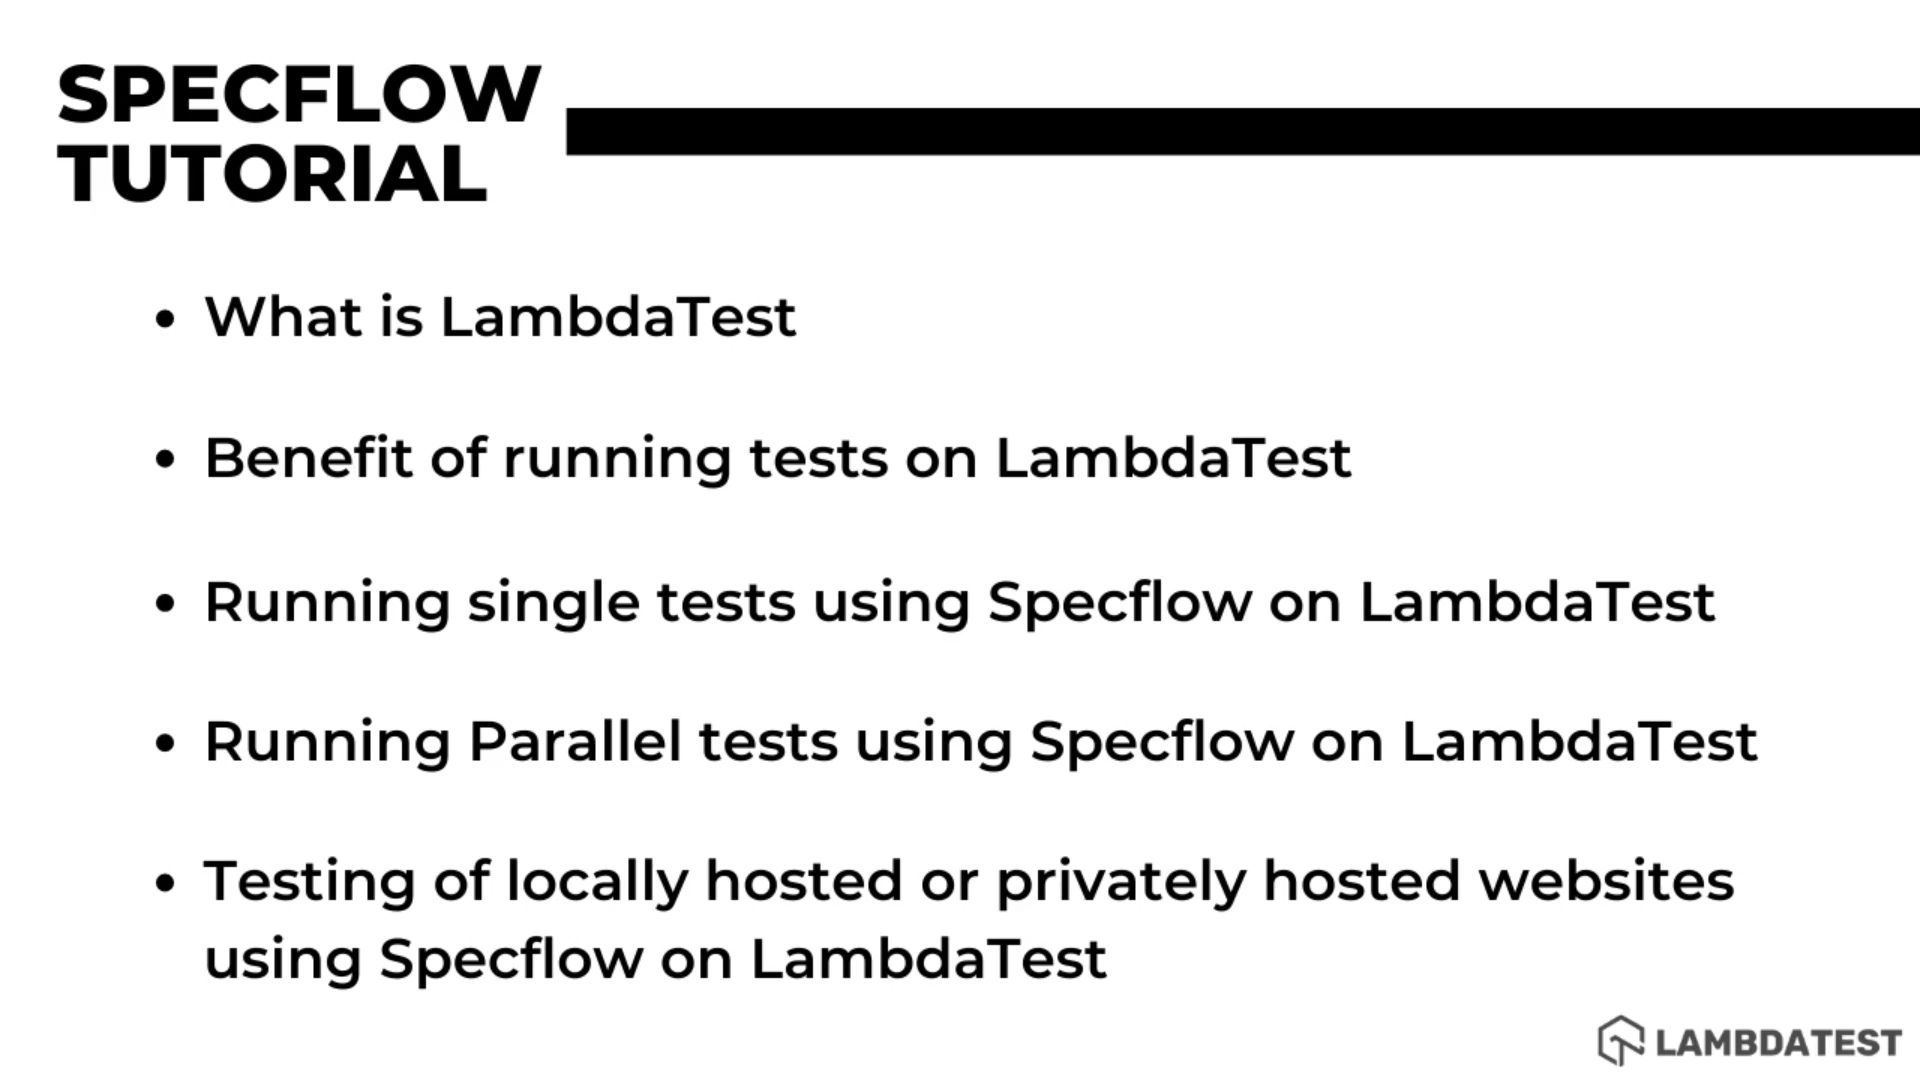 SPECFLOW
TUTORIAL
• What is LambdaTest
• Benefit of running tests on LambdaTest
• Running single tests using Specflow on LambdaTest
• Running Parallel tests using Specflow on LambdaTest
• Testing of locally hosted or privately hosted websites
using Specflow on LambdaTest
LAMBDATEST